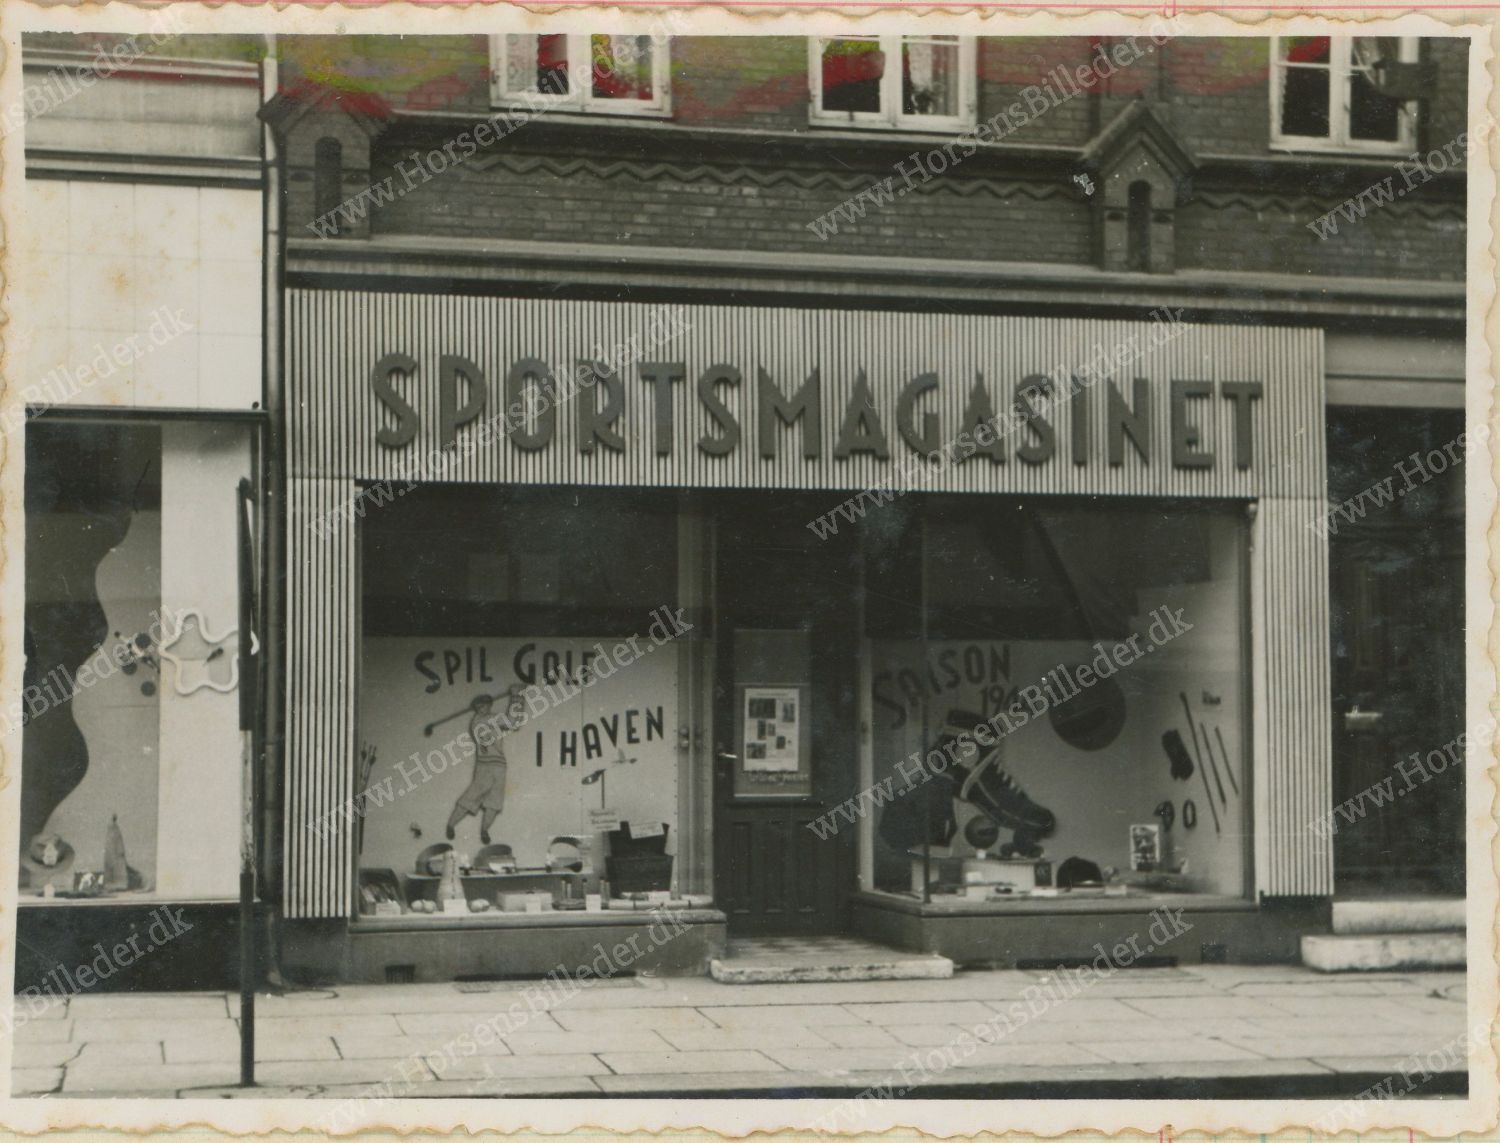 SPORTSMAGASINET
SPIL GOLF
I HAVEN
SAISON
www.HorsensBilleder.dk